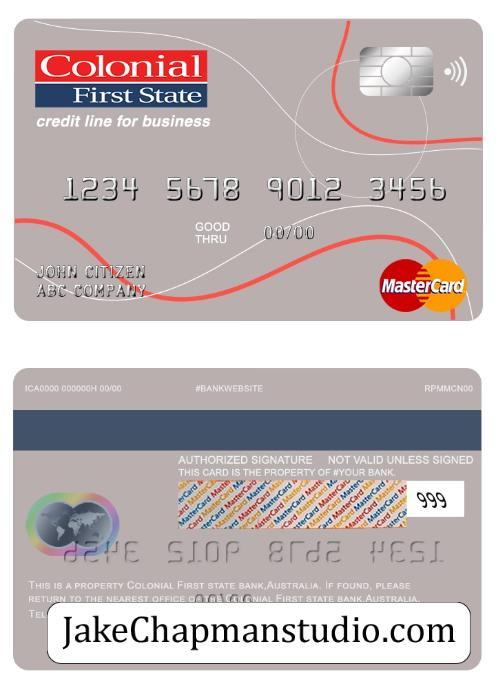 Colonial
First State
credit line for business
1234 5678 9012 3456
GOOD
THRU
00/00
JOHN CITIZEN
ABC COMPANY
MasterCard
ICA0000 000000H 00/00 #BANKWEBSITE RPMMCN00
AUTHORIZED SIGNATURE NOT VALID UNLESS SIGNED
THIS CARD IS THE PROPERTY OF #YOUR BANK.
999
THIS IS A PROPERTY COLONIAL FIRST STATE BANK,AUSTRALIA. IF FOUND, PLEASE
RETURN TO THE NEAREST OFFICE OF THE COLONIAL FIRST STATE BANK,AUSTRALIA.
JakeChapmanstudio.com